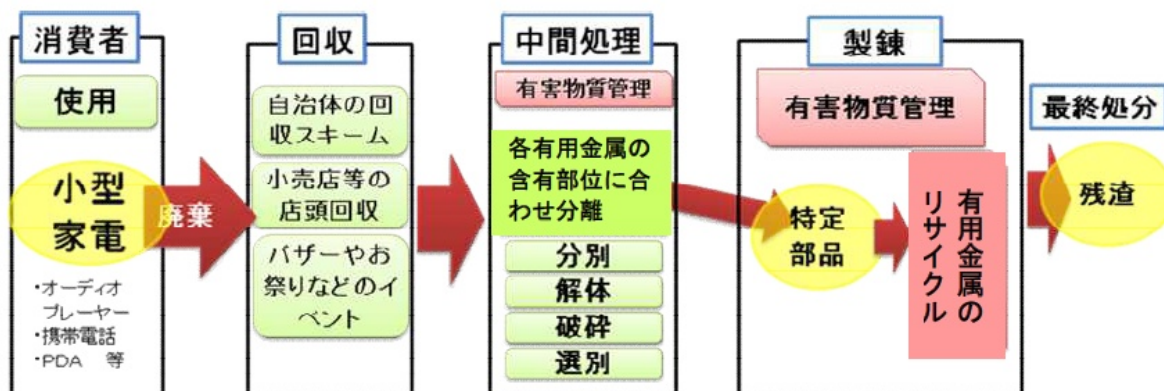 消費者
使用
小型
家電
・オーディオ
プレーヤー
・携帯電話
・PDA 等
廃棄
回収
自治体の回
収スキーム
小売店等の
店頭回収
バザーやお
祭りなどのイ
ベント
中間処理
有害物質管理
各有用金属の
含有部位に合
わせ分離
分別
解体
破砕
選別
製錬
有害物質管理
特定
部品
有用金属の
リサイクル
最終処分
残渣